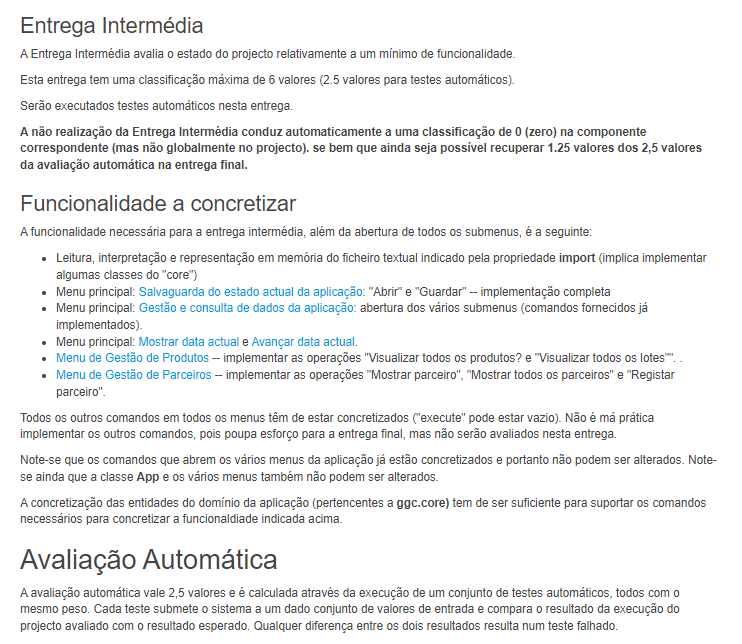 Entrega Intermédia
A Entrega Intermédia avalia o estado do projecto relativamente a um mínimo de funcionalidade.
Esta entrega tem uma classificação máxima de 6 valores (2.5 valores para testes automáticos).
Serão executados testes automáticos nesta entrega.
A não realização da Entrega Intermédia conduz automaticamente a uma classificação de 0 (zero) na componente
correspondente (mas não globalmente no projecto). se bem que ainda seja possível recuperar 1.25 valores dos 2,5 valores
da avaliação automática na entrega final.
Funcionalidade a concretizar
A funcionalidade necessária para a entrega intermédia, além da abertura de todos os submenus, é a seguinte:
• Leitura, interpretação e representação em memória do ficheiro textual indicado pela propriedade import (implica implementar
algumas classes do "core")
• Menu principal: Salvaguarda do estado actual da aplicação: "Abrir" e "Guardar" -- implementação completa
• Menu principal: Gestão e consulta de dados da aplicação: abertura dos vários submenus (comandos fornecidos já
implementados).
• Menu principal: Mostrar data actual e Avançar data actual.
• Menu de Gestão de Produtos -- implementar as operações "Visualizar todos os produtos? e "Visualizar todos os lotes"". .
• Menu de Gestão de Parceiros -- implementar as operações "Mostrar parceiro", "Mostrar todos os parceiros" e "Registar
parceiro".
Todos os outros comandos em todos os menus têm de estar concretizados ("execute" pode estar vazio). Não é má prática
implementar os outros comandos, pois poupa esforço para a entrega final, mas não serão avaliados nesta entrega.
Note-se que os comandos que abrem os vários menus da aplicação já estão concretizados e portanto não podem ser alterados. Note-
se ainda que a classe App e os vários menus também não podem ser alterados.
A concretização das entidades do domínio da aplicação (pertencentes a ggc.core) tem de ser suficiente para suportar os comandos
necessários para concretizar a funcionaldiade indicada acima.
Avaliação Automática
A avaliação automática vale 2,5 valores e é calculada através da execução de um conjunto de testes automáticos, todos com o
mesmo peso. Cada teste submete o sistema a um dado conjunto de valores de entrada e compara o resultado da execução do
projecto avaliado com o resultado esperado. Qualquer diferença entre os dois resultados resulta num teste falhado.